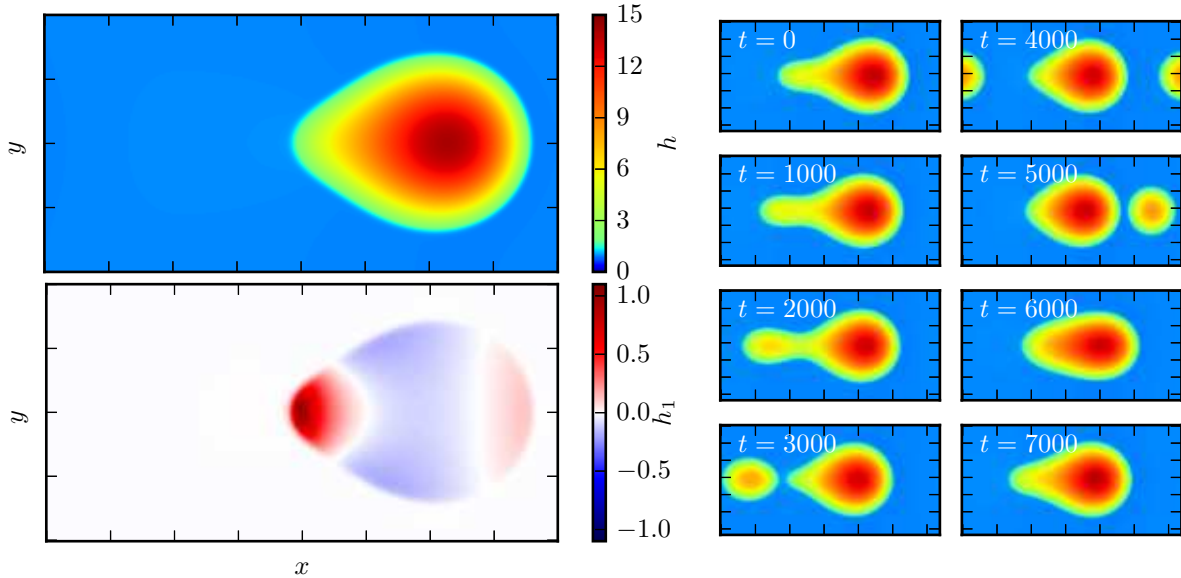 15
12
9
6
3
0
h
y
1.0
0.5
0.0
−0.5
−1.0
h₁
y
x
t = 0
t = 4000
t = 1000
t = 5000
t = 2000
t = 6000
t = 3000
t = 7000